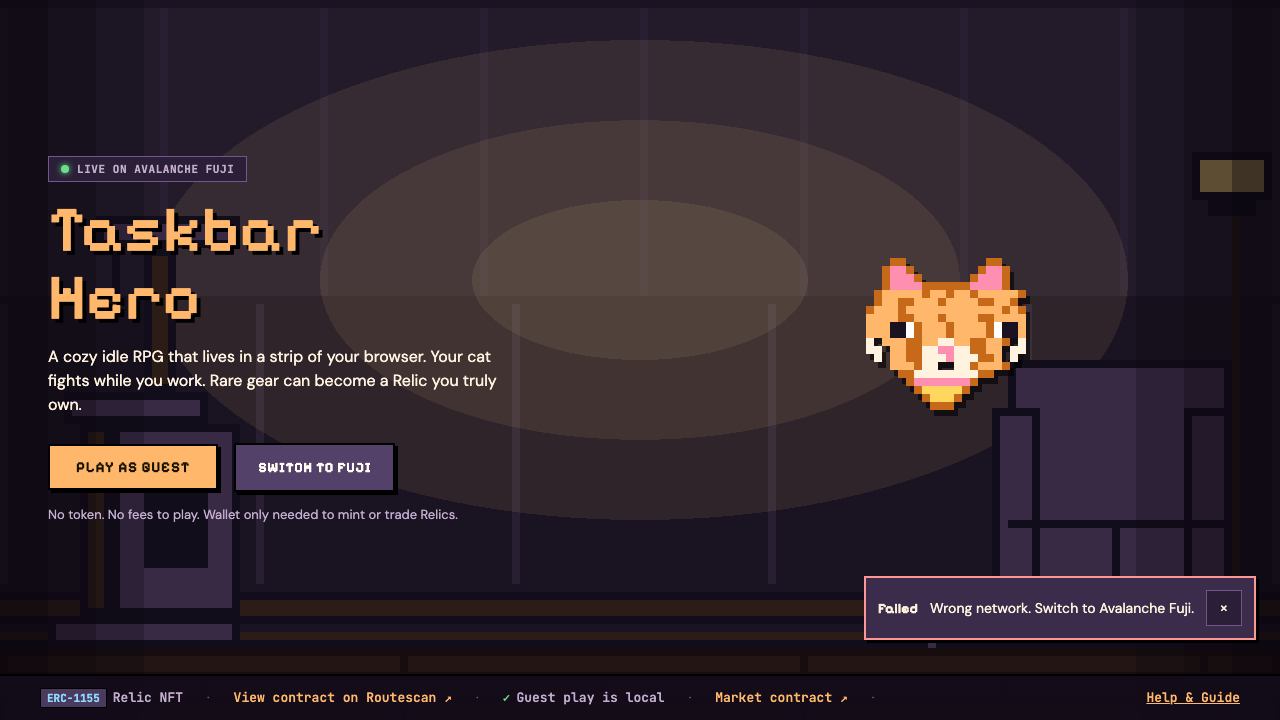 LIVE ON AVALANCHE FUJI
Taskbar
Hero
A cozy idle RPG that lives in a strip of your browser. Your cat
fights while you work. Rare gear can become a Relic you truly
own.
PLAY AS GUEST
SWITCH TO FUJI
No token. No fees to play. Wallet only needed to mint or trade Relics.
Failed Wrong network. Switch to Avalanche Fuji. ×
ERC-1155 Relic NFT · View contract on Routescan ↗ · ✓ Guest play is local · Market contract ↗ · Help & Guide